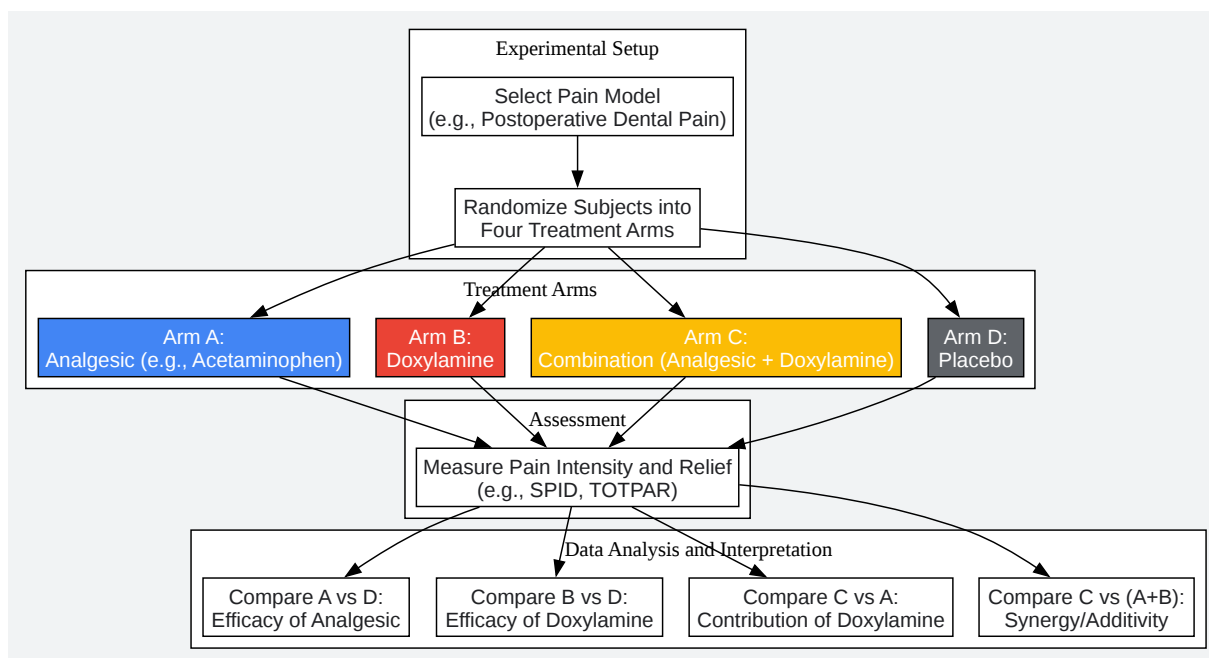 Experimental Setup
Select Pain Model
(e.g., Postoperative Dental Pain)
Randomize Subjects into
Four Treatment Arms
Treatment Arms
Arm A:
Analgesic (e.g., Acetaminophen)
Arm B:
Doxylamine
Arm C:
Combination (Analgesic + Doxylamine)
Arm D:
Placebo
Assessment
Measure Pain Intensity and Relief
(e.g., SPID, TOTPAR)
Data Analysis and Interpretation
Compare A vs D:
Efficacy of Analgesic
Compare B vs D:
Efficacy of Doxylamine
Compare C vs A:
Contribution of Doxylamine
Compare C vs (A+B):
Synergy/Additivity